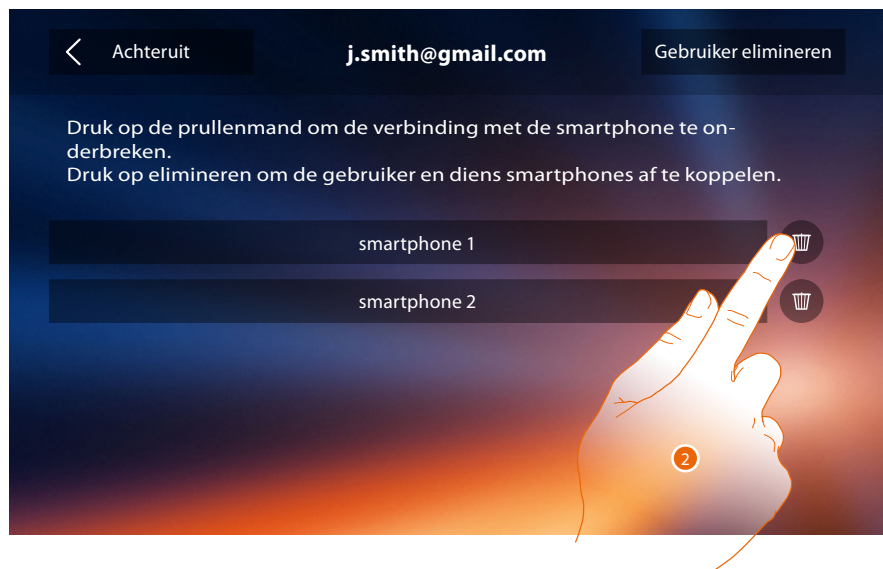 Achteruit
j.smith@gmail.com
Gebruiker elimineren
Druk op de prullenmand om de verbinding met de smartphone te on-
derbreken.
Druk op elimineren om de gebruiker en diens smartphones af te koppelen.
smartphone 1
smartphone 2
2